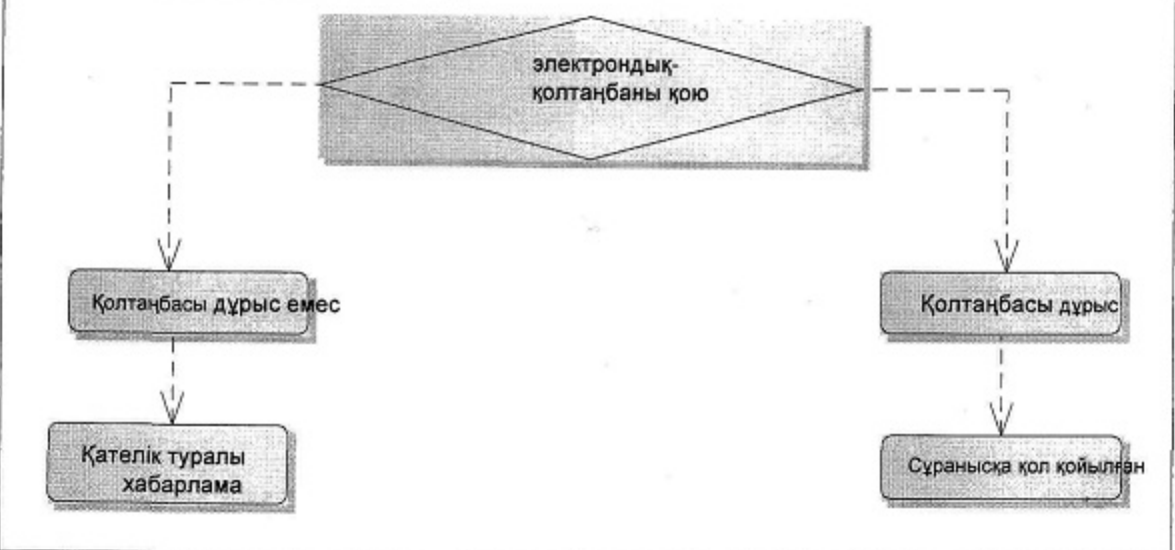 электрондық-
қолтаңбаны қою
Қолтаңбасы дұрыс емес
Қолтаңбасы дұрыс
Қателік туралы
хабарлама
Сұранысқа қол қойылған